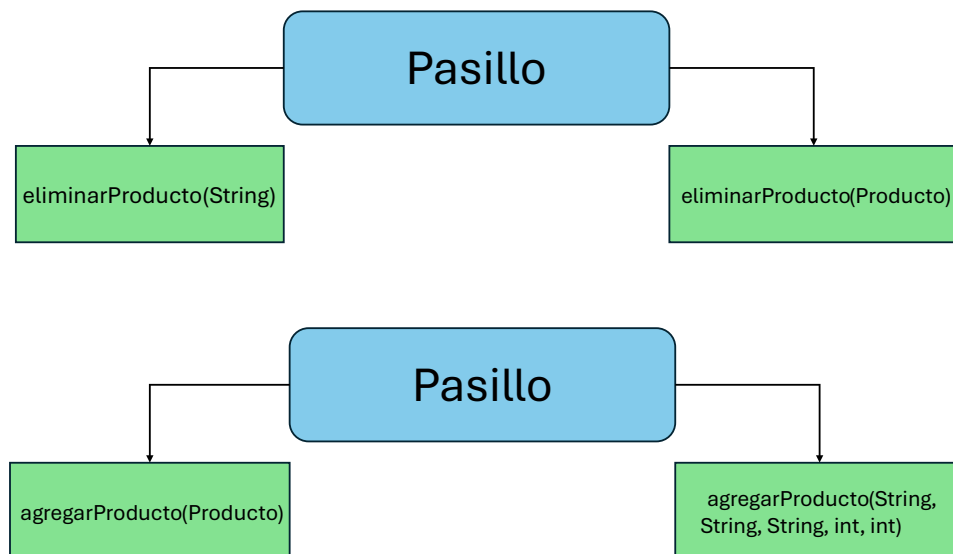 Pasillo
eliminarProducto(String)
eliminarProducto(Producto)
Pasillo
agregarProducto(Producto)
agregarProducto(String,
String, String, int, int)